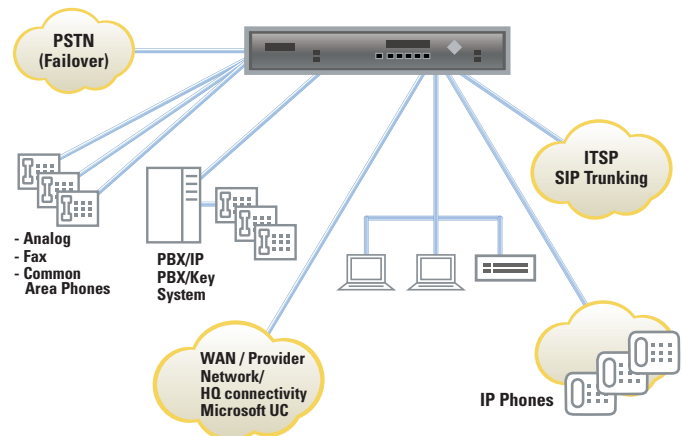 PSTN
(Failover)
ITSP
SIP Trunking
- Analog
- Fax
- Common
Area Phones
PBX/IP
PBX/Key
System
WAN / Provider
Network/
HQ connectivity
Microsoft UC
IP Phones